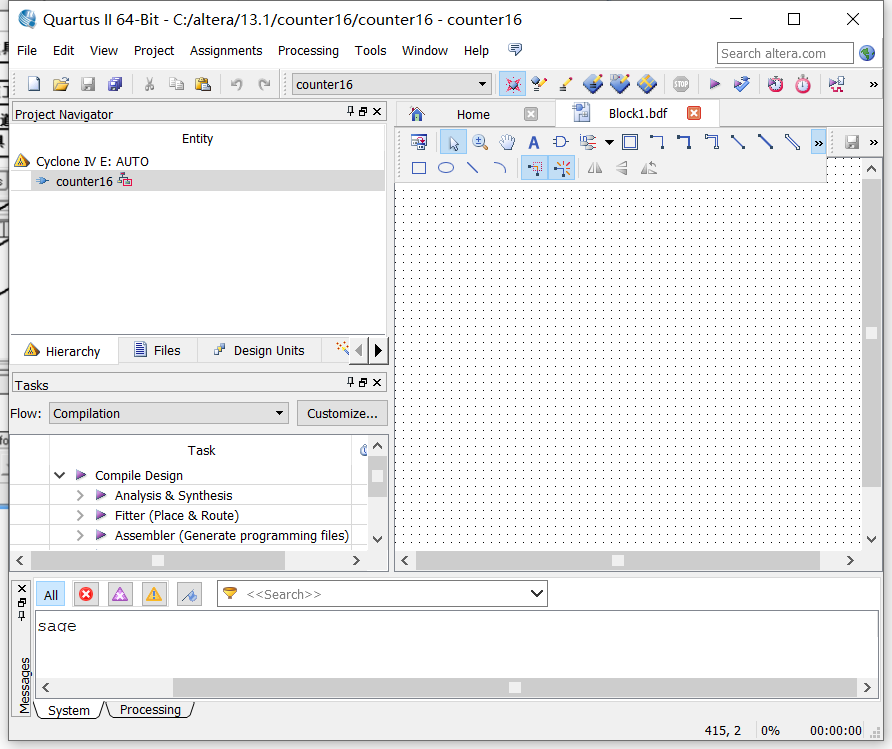 Quartus II 64-Bit - C:/altera/13.1/counter16/counter16 - counter16
File Edit View Project Assignments Processing Tools Window Help
Search altera.com
counter16
Project Navigator
Home
Block1.bdf
Entity
Cyclone IV E: AUTO
counter16
Hierarchy
Files
Design Units
Tasks
Flow: Compilation
Customize...
Task
Compile Design
Analysis & Synthesis
Fitter (Place & Route)
Assembler (Generate programming files)
All
<<Search>>
sage
Messages
System
Processing
415, 2
0%
00:00:00